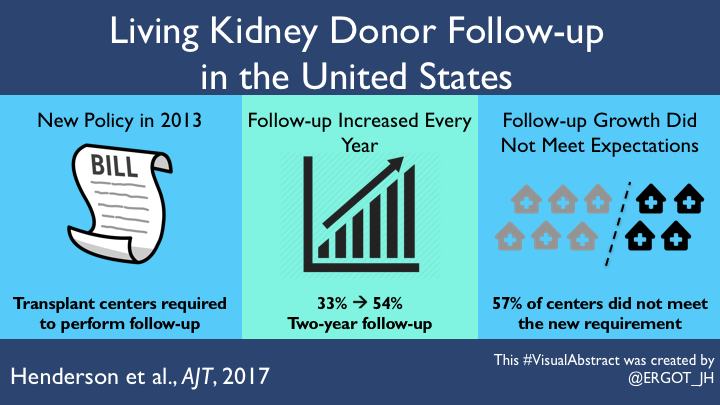 Living Kidney Donor Follow-up
in the United States
New Policy in 2013
BILL
Transplant centers required
to perform follow-up
Follow-up Increased Every
Year
33% → 54%
Two-year follow-up
Follow-up Growth Did
Not Meet Expectations
57% of centers did not meet
the new requirement
Henderson et al., AJT, 2017
This #VisualAbstract was created by
@ERGOT_JH